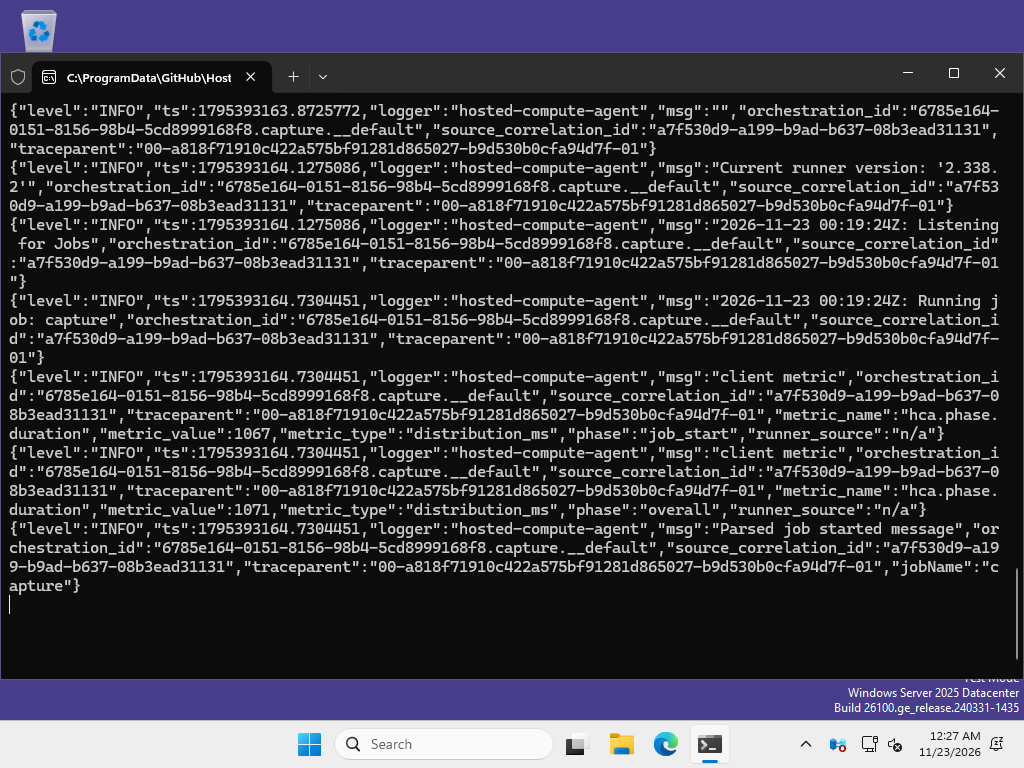 C:\ProgramData\GitHub\Host
{"level":"INFO","ts":1795393163.8725772,"logger":"hosted-compute-agent","msg":"","orchestration_id":"6785e164-
0151-8156-98b4-5cd8999168f8.capture.__default","source_correlation_id":"a7f530d9-a199-b9ad-b637-08b3ead31131",
"traceparent":"00-a818f71910c422a575bf91281d865027-b9d530b0cfa94d7f-01"}
{"level":"INFO","ts":1795393164.1275086,"logger":"hosted-compute-agent","msg":"Current runner version: '2.338.
2'","orchestration_id":"6785e164-0151-8156-98b4-5cd8999168f8.capture.__default","source_correlation_id":"a7f53
0d9-a199-b9ad-b637-08b3ead31131","traceparent":"00-a818f71910c422a575bf91281d865027-b9d530b0cfa94d7f-01"}
{"level":"INFO","ts":1795393164.1275086,"logger":"hosted-compute-agent","msg":"2026-11-23 00:19:24Z: Listening
 for Jobs","orchestration_id":"6785e164-0151-8156-98b4-5cd8999168f8.capture.__default","source_correlation_id"
:"a7f530d9-a199-b9ad-b637-08b3ead31131","traceparent":"00-a818f71910c422a575bf91281d865027-b9d530b0cfa94d7f-01
"}
{"level":"INFO","ts":1795393164.7304451,"logger":"hosted-compute-agent","msg":"2026-11-23 00:19:24Z: Running j
ob: capture","orchestration_id":"6785e164-0151-8156-98b4-5cd8999168f8.capture.__default","source_correlation_i
d":"a7f530d9-a199-b9ad-b637-08b3ead31131","traceparent":"00-a818f71910c422a575bf91281d865027-b9d530b0cfa94d7f-
01"}
{"level":"INFO","ts":1795393164.7304451,"logger":"hosted-compute-agent","msg":"client metric","orchestration_i
d":"6785e164-0151-8156-98b4-5cd8999168f8.capture.__default","source_correlation_id":"a7f530d9-a199-b9ad-b637-0
8b3ead31131","traceparent":"00-a818f71910c422a575bf91281d865027-b9d530b0cfa94d7f-01","metric_name":"hca.phase.
duration","metric_value":1067,"metric_type":"distribution_ms","phase":"job_start","runner_source":"n/a"}
{"level":"INFO","ts":1795393164.7304451,"logger":"hosted-compute-agent","msg":"client metric","orchestration_i
d":"6785e164-0151-8156-98b4-5cd8999168f8.capture.__default","source_correlation_id":"a7f530d9-a199-b9ad-b637-0
8b3ead31131","traceparent":"00-a818f71910c422a575bf91281d865027-b9d530b0cfa94d7f-01","metric_name":"hca.phase.
duration","metric_value":1071,"metric_type":"distribution_ms","phase":"overall","runner_source":"n/a"}
{"level":"INFO","ts":1795393164.7304451,"logger":"hosted-compute-agent","msg":"Parsed job started message","or
chestration_id":"6785e164-0151-8156-98b4-5cd8999168f8.capture.__default","source_correlation_id":"a7f530d9-a19
9-b9ad-b637-08b3ead31131","traceparent":"00-a818f71910c422a575bf91281d865027-b9d530b0cfa94d7f-01","jobName":"c
apture"}
Test Mode
Windows Server 2025 Datacenter
Build 26100.ge_release.240331-1435
Search
12:27 AM
11/23/2026